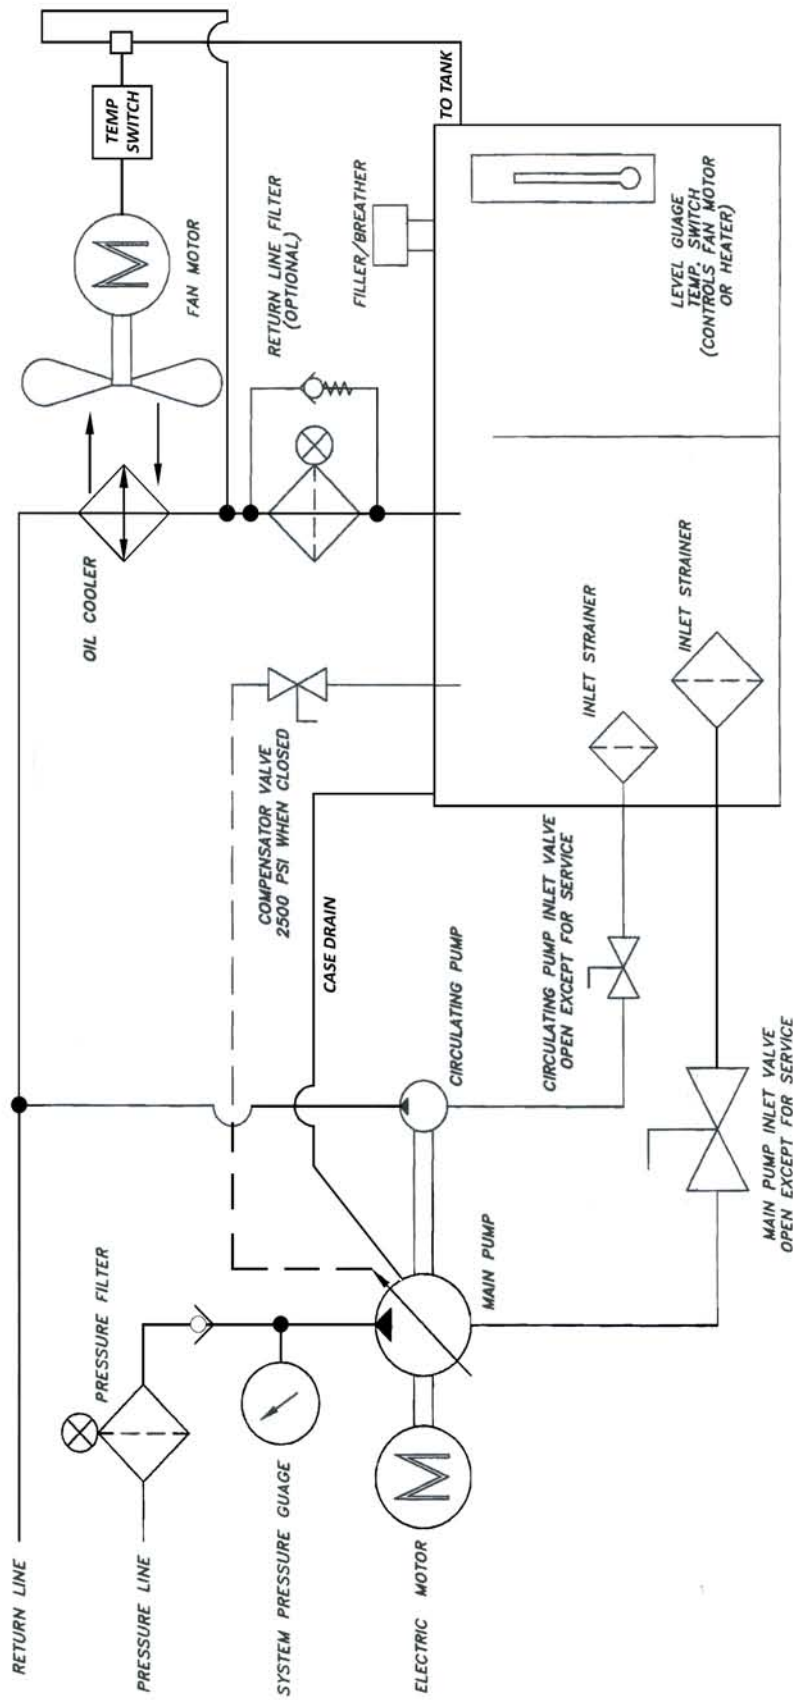 RETURN LINE
PRESSURE LINE
PRESSURE FILTER
SYSTEM PRESSURE GUAGE
ELECTRIC MOTOR
M
MAIN PUMP
CIRCULATING PUMP
CASE DRAIN
COMPENSATOR VALVE
2500 PSI WHEN CLOSED
OIL COOLER
FAN MOTOR
M
TEMP
SWITCH
RETURN LINE FILTER
(OPTIONAL)
FILLER/BREATHER
TO TANK
LEVEL GUAGE
TEMP. SWITCH
(CONTROLS FAN MOTOR
OR HEATER)
INLET STRAINER
INLET STRAINER
CIRCULATING PUMP INLET VALVE
OPEN EXCEPT FOR SERVICE
MAIN PUMP INLET VALVE
OPEN EXCEPT FOR SERVICE